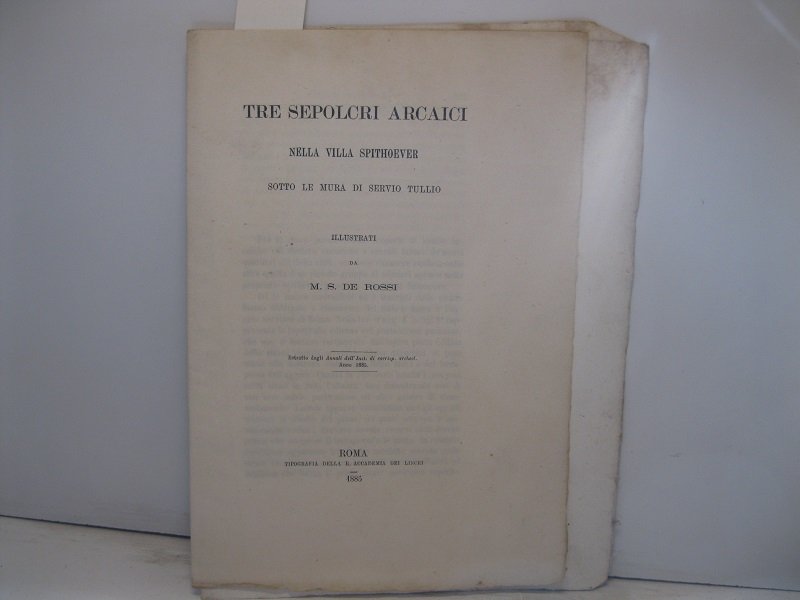 TRE SEPOLCRI ARCAICI
NELLA VILLA SPITHOEVER
SOTTO LE MURA DI SERVIO TULLIO
ILLUSTRATI
DA
M. S. DE ROSSI
Estratto dagli Annali dell'Inst. di corrisp. archeol.
Anno 1885.
ROMA
TIPOGRAFIA DELLA R. ACCADEMIA DEI LINCEI
1885